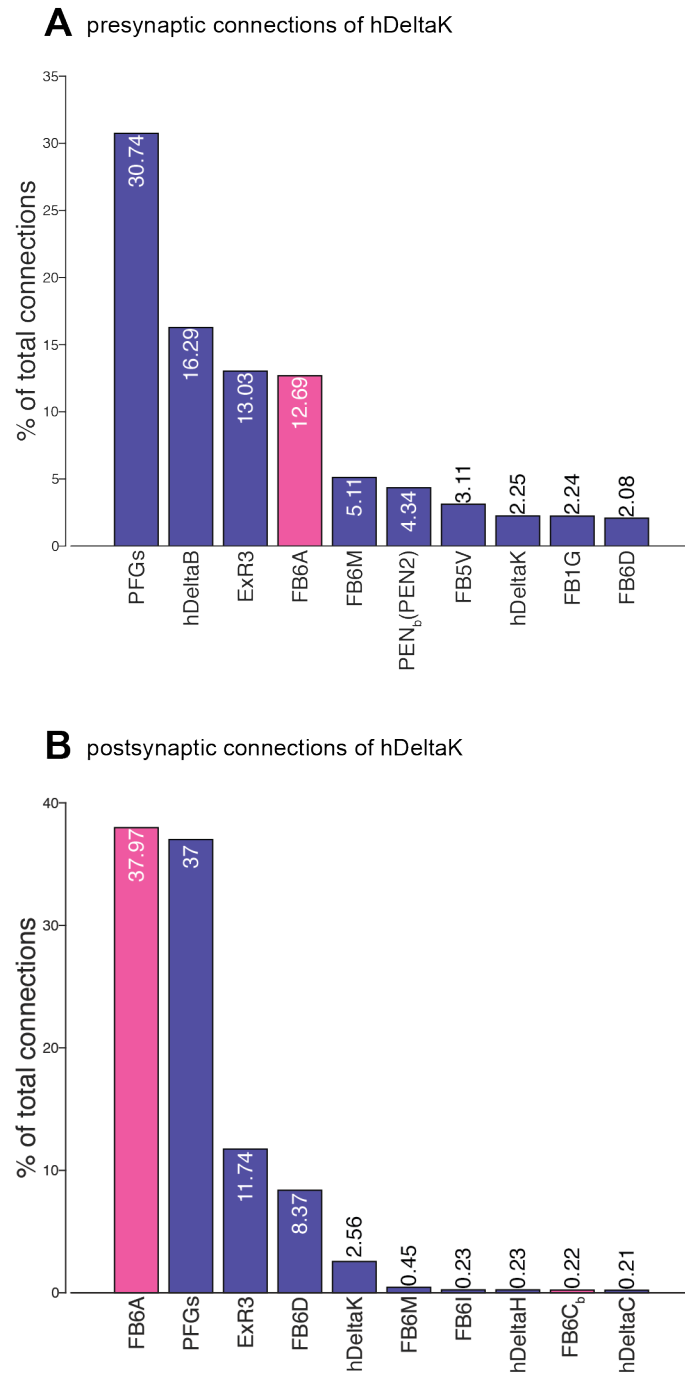 A presynaptic connections of hDeltaK
% of total connections
35
30
25
20
15
10
5
0
30.74
16.29
13.03
12.69
5.11
4.34
3.11
2.25
2.24
2.08
PFGs
hDeltaB
ExR3
FB6A
FB6M
PENb(PEN2)
FB5V
hDeltaK
FB1G
FB6D
B postsynaptic connections of hDeltaK
% of total connections
40
30
20
10
0
37.97
37
11.74
8.37
2.56
0.45
0.23
0.23
0.22
0.21
FB6A
PFGs
ExR3
FB6D
hDeltaK
FB6M
FB6I
hDeltaH
FB6Cb
hDeltaC